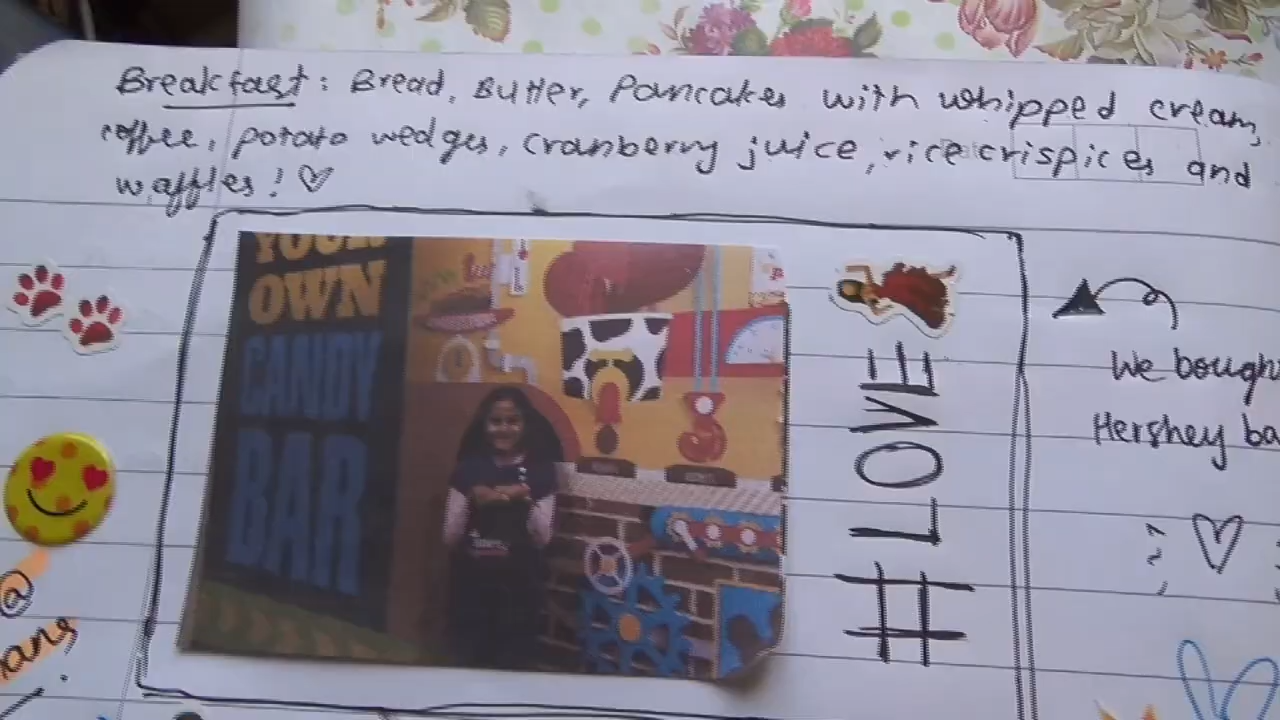 Breakfast: Bread, Butter, Pancakes with whipped cream,
coffee, potato wedges, cranberry juice, rice crispices and
waffles! ♡
YOUR
OWN
CANDY
BAR
#LOVE
We bough
Hershey ba
@